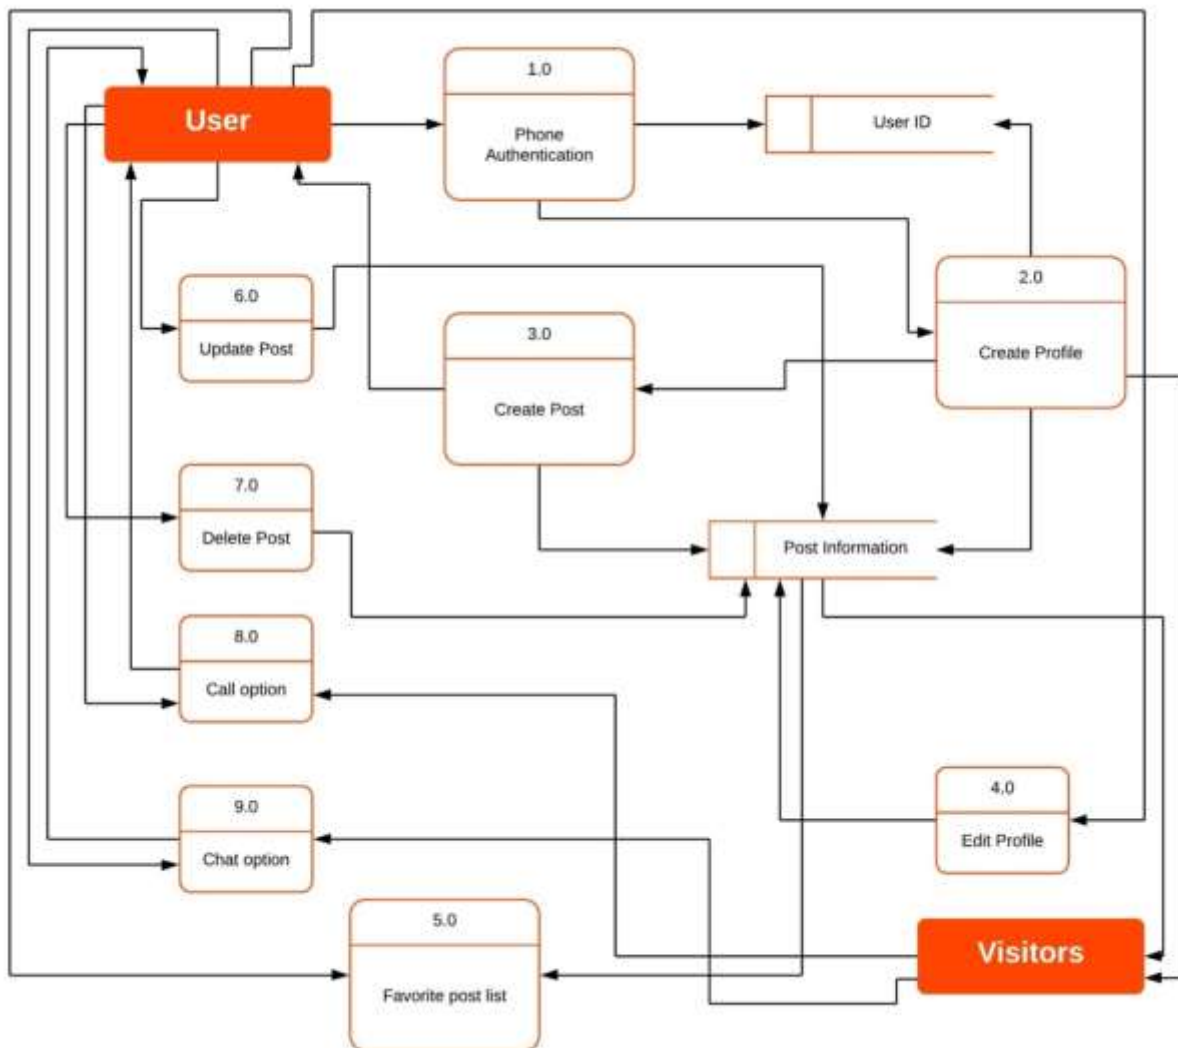 1.0
User
Phone
Authentication
User ID
2.0
Create Profile
6.0
Update Post
3.0
Create Post
7.0
Delete Post
Post Information
8.0
Call option
4.0
Edit Profile
9.0
Chat option
5.0
Favorite post list
Visitors